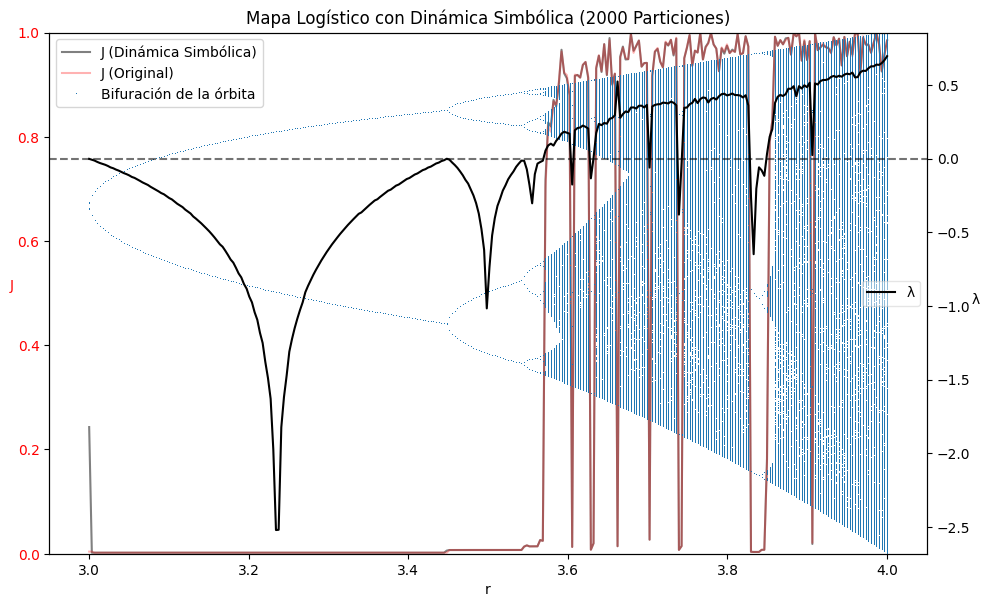 Mapa Logístico con Dinámica Simbólica (2000 Particiones)
J (Dinámica Simbólica)
J (Original)
Bifuración de la órbita
1.0
0.8
0.6
0.4
0.2
0.0
J
0.5
0.0
−0.5
−1.0
−1.5
−2.0
−2.5
λ
λ
3.0 3.2 3.4 3.6 3.8 4.0
r